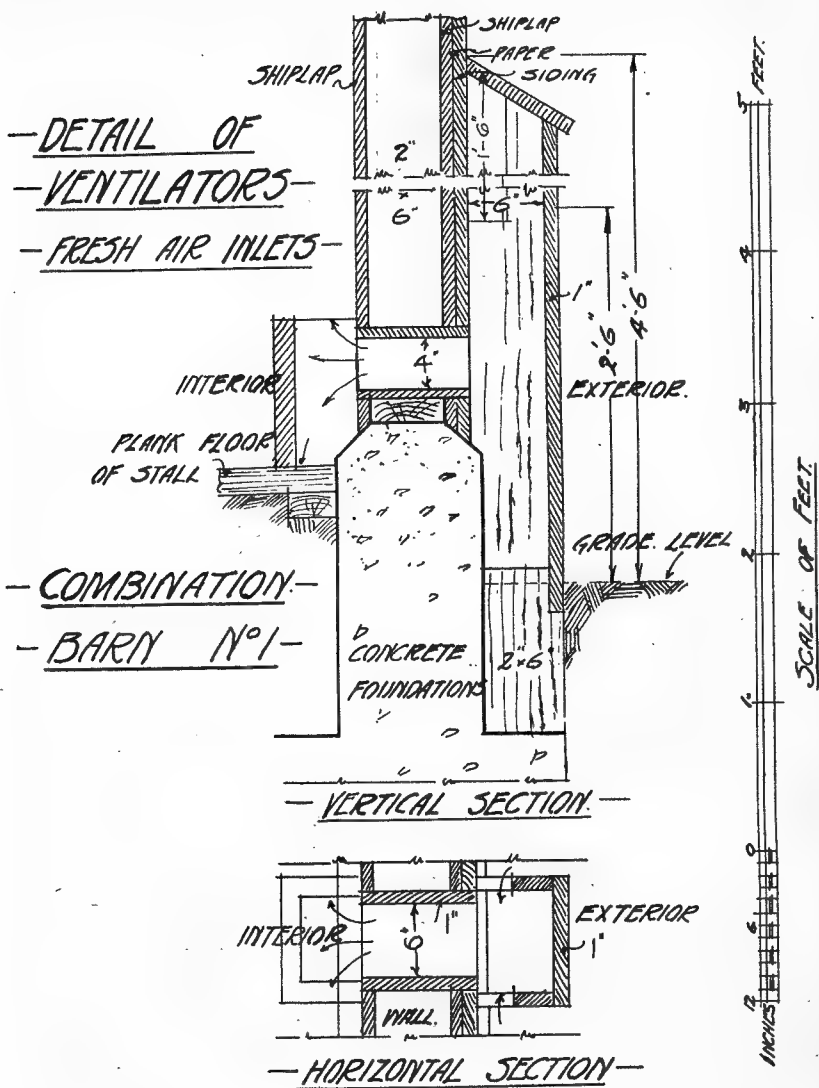 SHIPLAP
PAPER
SIDING
SHIPLAP
- DETAIL OF
- VENTILATORS -
- FRESH AIR INLETS -
2"
x
6"
1'-6"
6"
1"
2'-6"
4'-6"
4"
INTERIOR
EXTERIOR.
PLANK FLOOR
OF STALL
GRADE. LEVEL
- COMBINATION -
- BARN Nº 1 -
CONCRETE
FOUNDATIONS
2"x6"
- VERTICAL SECTION. -
INTERIOR
6"
1"
EXTERIOR
1"
WALL.
- HORIZONTAL SECTION -
5 FEET.
4
3
2
1
0
6
12
INCHES
SCALE OF FEET.